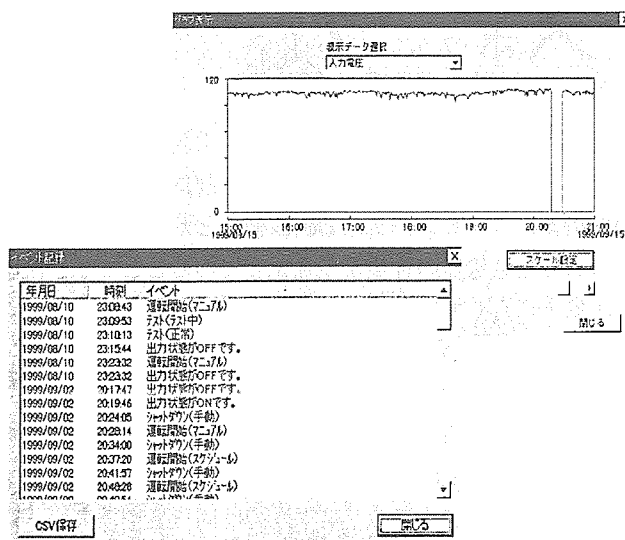 グラフ表示
表示データ選択
入力電圧
120
0
15:00 16:00 17:00 18:00 19:00 20:00 21:00
1999/09/15 1999/09/15
スケール設定
閉じる
イベント記録
年月日 時刻 イベント
1999/08/10 23:08:43 運転開始(マニュアル)
1999/08/10 23:09:53 テスト(テスト中)
1999/08/10 23:10:13 テスト(正常)
1999/08/10 23:15:44 出力状態がOFFです。
1999/08/10 23:23:32 運転開始(マニュアル)
1999/08/10 23:23:32 出力状態がOFFです。
1999/09/02 20:17:47 出力状態がOFFです。
1999/09/02 20:19:46 出力状態がONです。
1999/09/02 20:24:05 シャットダウン(手動)
1999/09/02 20:28:14 運転開始(マニュアル)
1999/09/02 20:34:00 シャットダウン(手動)
1999/09/02 20:37:20 運転開始(スケジュール)
1999/09/02 20:41:57 シャットダウン(手動)
1999/09/02 20:48:28 運転開始(スケジュール)
CSV保存 閉じる